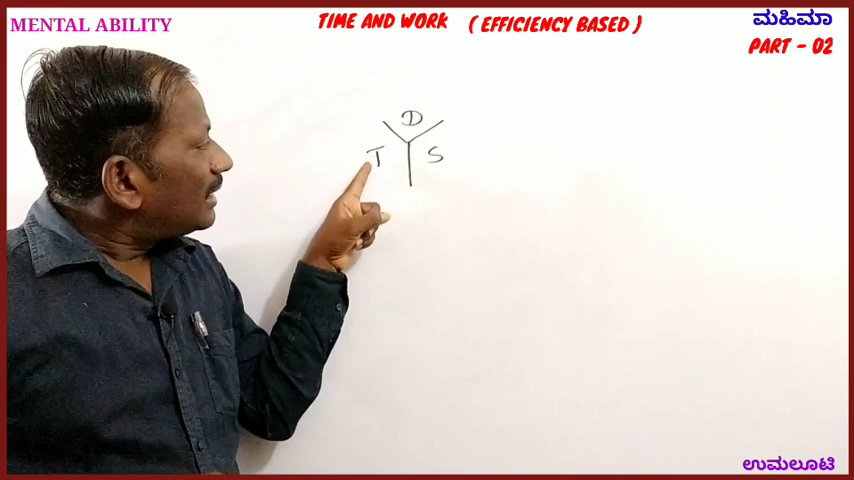 MENTAL ABILITY
TIME AND WORK ( EFFICIENCY BASED )
ಮಹಿಮಾ
PART - 02
D
T S
ಉಮಲೂಟಿ